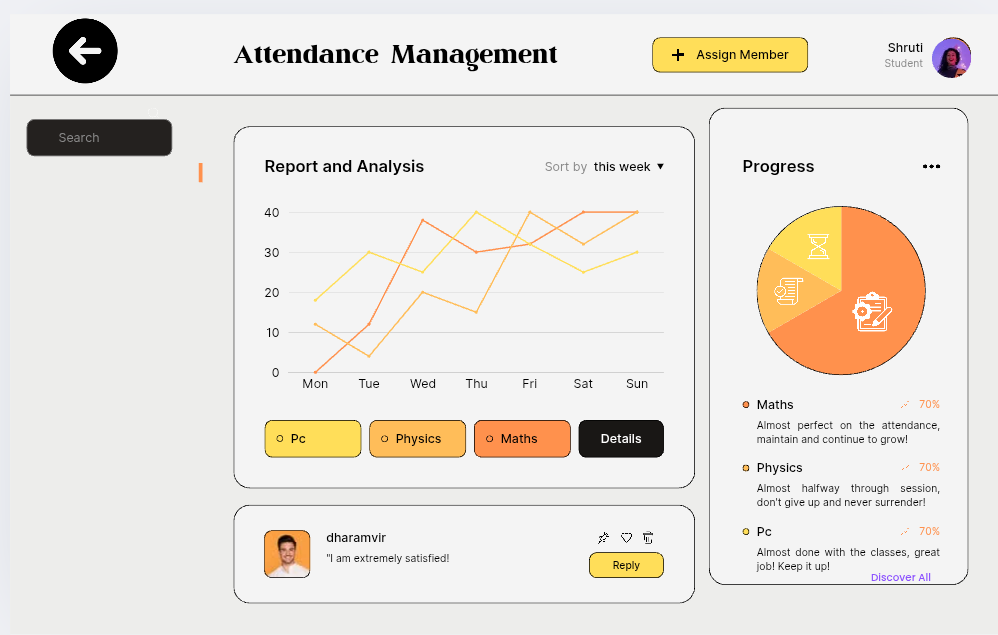 Attendance Management
+ Assign Member
Shruti
Student
Search
Report and Analysis
Sort by this week ▼
40
30
20
10
0
Mon Tue Wed Thu Fri Sat Sun
Pc
Physics
Maths
Details
dharamvir
"I am extremely satisfied!
Reply
Progress
Maths 70%
Almost perfect on the attendance,
maintain and continue to grow!
Physics 70%
Almost halfway through session,
don't give up and never surrender!
Pc 70%
Almost done with the classes, great
job! Keep it up!
Discover All